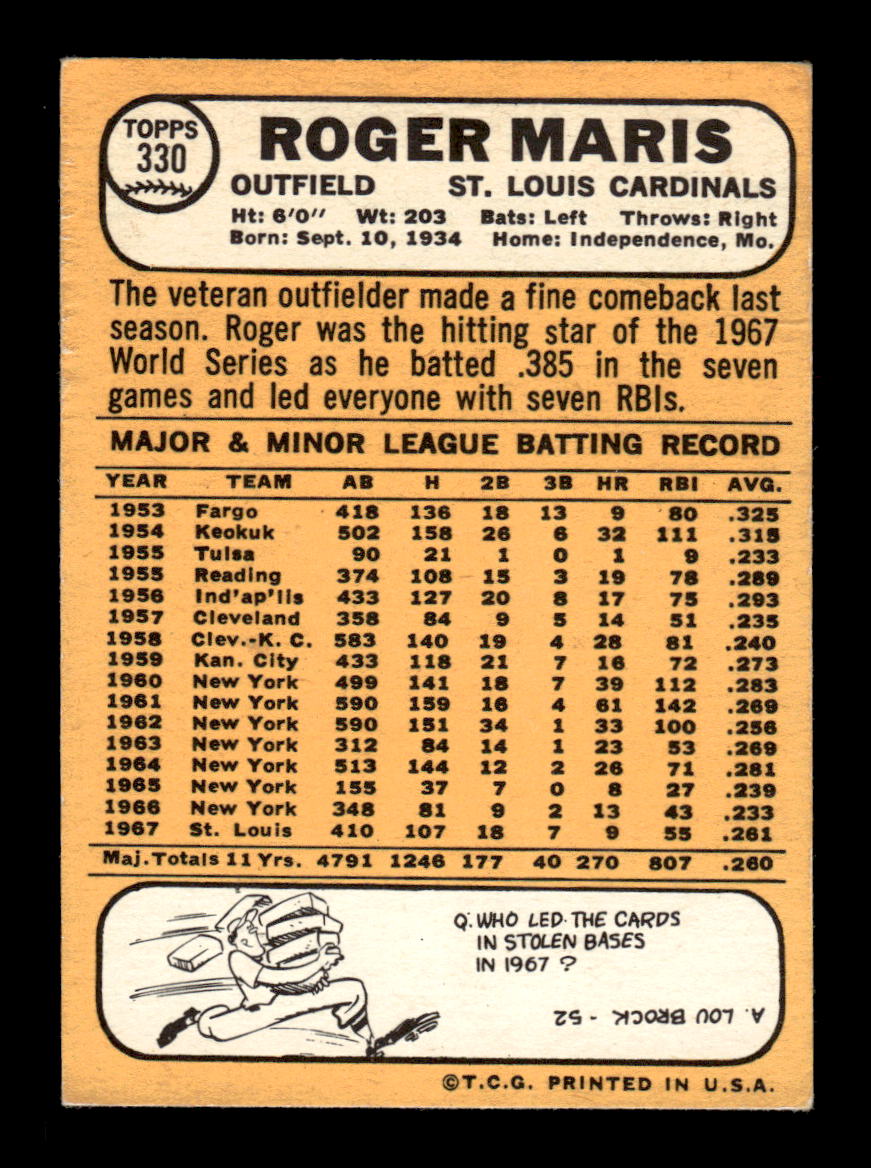 TOPPS
330
ROGER MARIS
OUTFIELD ST. LOUIS CARDINALS
Ht: 6'0" Wt: 203 Bats: Left Throws: Right
Born: Sept. 10, 1934 Home: Independence, Mo.
The veteran outfielder made a fine comeback last
season. Roger was the hitting star of the 1967
World Series as he batted .385 in the seven
games and led everyone with seven RBIs.
MAJOR & MINOR LEAGUE BATTING RECORD
YEAR TEAM AB H 2B 3B HR RBI AVG.
1953 Fargo 418 136 18 13 9 80 .325
1954 Keokuk 502 158 26 6 32 111 .315
1955 Tulsa 90 21 1 0 1 9 .233
1955 Reading 374 108 15 3 19 78 .289
1956 Ind'ap'lis 433 127 20 8 17 75 .293
1957 Cleveland 358 84 9 5 14 51 .235
1958 Clev.-K. C. 583 140 19 4 28 81 .240
1959 Kan. City 433 118 21 7 16 72 .273
1960 New York 499 141 18 7 39 112 .283
1961 New York 590 159 16 4 61 142 .269
1962 New York 590 151 34 1 33 100 .256
1963 New York 312 84 14 1 23 53 .269
1964 New York 513 144 12 2 26 71 .281
1965 New York 155 37 7 0 8 27 .239
1966 New York 348 81 9 2 13 43 .233
1967 St. Louis 410 107 18 7 9 55 .261
Maj. Totals 11 Yrs. 4791 1246 177 40 270 807 .260
Q. WHO LED THE CARDS
IN STOLEN BASES
IN 1967 ?
A. LOU BROCK - 52
©T.C.G. PRINTED IN U.S.A.